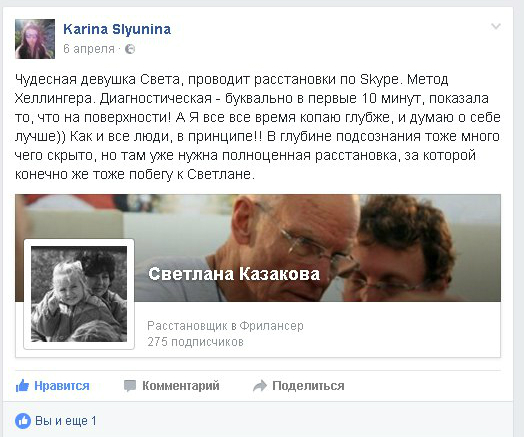 Karina Slyunina
6 апреля ·
Чудесная девушка Света, проводит расстановки по Skype. Метод
Хеллингера. Диагностическая - буквально в первые 10 минут, показала
то, что на поверхности! А Я все все время копаю глубже, и думаю о себе
лучше)) Как и все люди, в принципе!! В глубине подсознания тоже много
чего скрыто, но там уже нужна полноценная расстановка, за которой
конечно же тоже побегу к Светлане.
Светлана Казакова
Расстановщик в Фрилансер
275 подписчиков
Нравится Комментарий Поделиться
Вы и еще 1